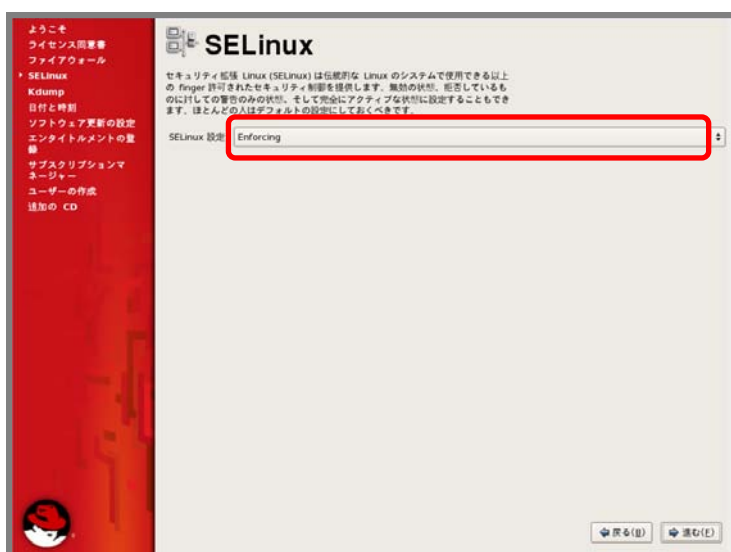 ようこそ
ライセンス同意書
ファイアウォール
SELinux
Kdump
日付と時刻
ソフトウェア更新の設定
エンタイトルメントの登
録
サブスクリプションマ
ネージャー
ユーザーの作成
追加の CD
SELinux
セキュリティ拡張 Linux (SELinux) は伝統的な Linux のシステムで使用できる以上
の finger 許可されたセキュリティ制御を提供します。無効の状態、拒否しているも
のに対しての警告のみの状態、そして完全にアクティブな状態に設定することもでき
ます。ほとんどの人はデフォルトの設定にしておくべきです。
SELinux 設定: Enforcing
戻る(B)
進む(F)